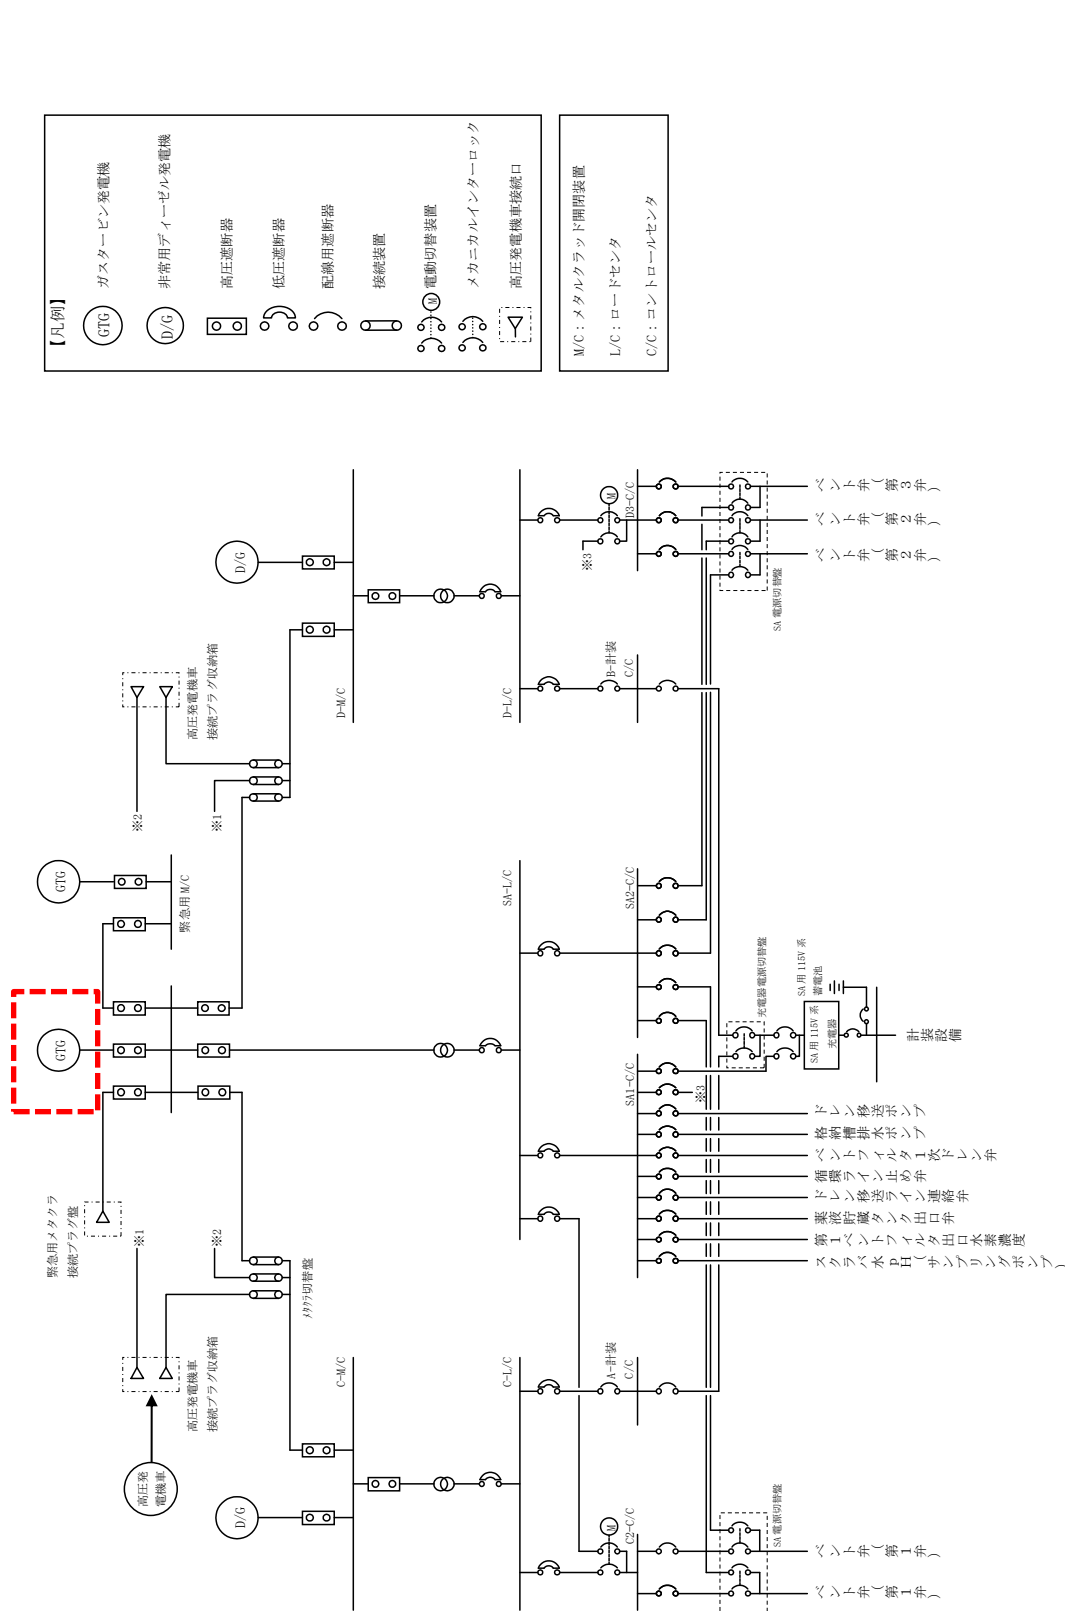 【凡例】
GTG
ガスタービン発電機
D/G
非常用ディーゼル発電機
高圧遮断器
低圧遮断器
配線用遮断器
接続装置
M
電動切替装置
メカニカルインターロック
高圧発電機車接続口
M/C：メタルクラッド開閉装置
L/C：ロードセンタ
C/C：コントロールセンタ
GTG
GTG
緊急用M/C
緊急用メタクラ
接続プラグ盤
高圧発電機車
接続プラグ収納箱
※2
※1
※1
※2
メタクラ切替盤
高圧発電機車
接続プラグ収納箱
高圧発
電機車
D/G
D/G
D-M/C
C-M/C
D-L/C
SA-L/C
C-L/C
M
※3
D3-C/C
B-計装
C/C
SA2-C/C
SA1-C/C
※3
A-計装
C/C
M
C2-C/C
SA電源切替盤
充電器電源切替盤
SA用115V系
蓄電池
SA用115V系
充電器
計装設備
SA電源切替盤
ベント弁（第3弁）
ベント弁（第2弁）
ベント弁（第2弁）
ドレン移送ポンプ
格納槽排水ポンプ
ベントフィルタ1次ドレン弁
循環ライン止め弁
ドレン移送ライン連絡弁
薬液貯蔵タンク出口弁
第1ベントフィルタ出口水素濃度
スクラバ水pH（サンプリングポンプ）
ベント弁（第1弁）
ベント弁（第1弁）